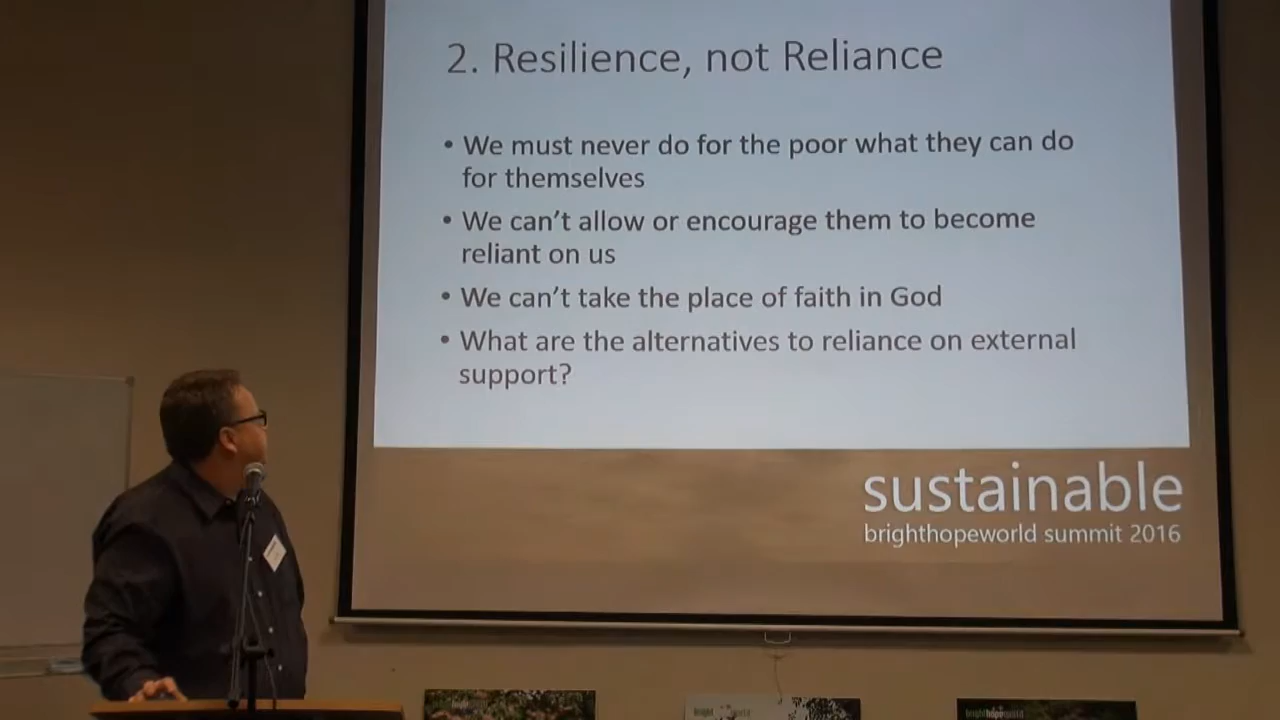 2. Resilience, not Reliance
• We must never do for the poor what they can do
for themselves
• We can't allow or encourage them to become
reliant on us
• We can't take the place of faith in God
• What are the alternatives to reliance on external
support?
sustainable
brighthopeworld summit 2016